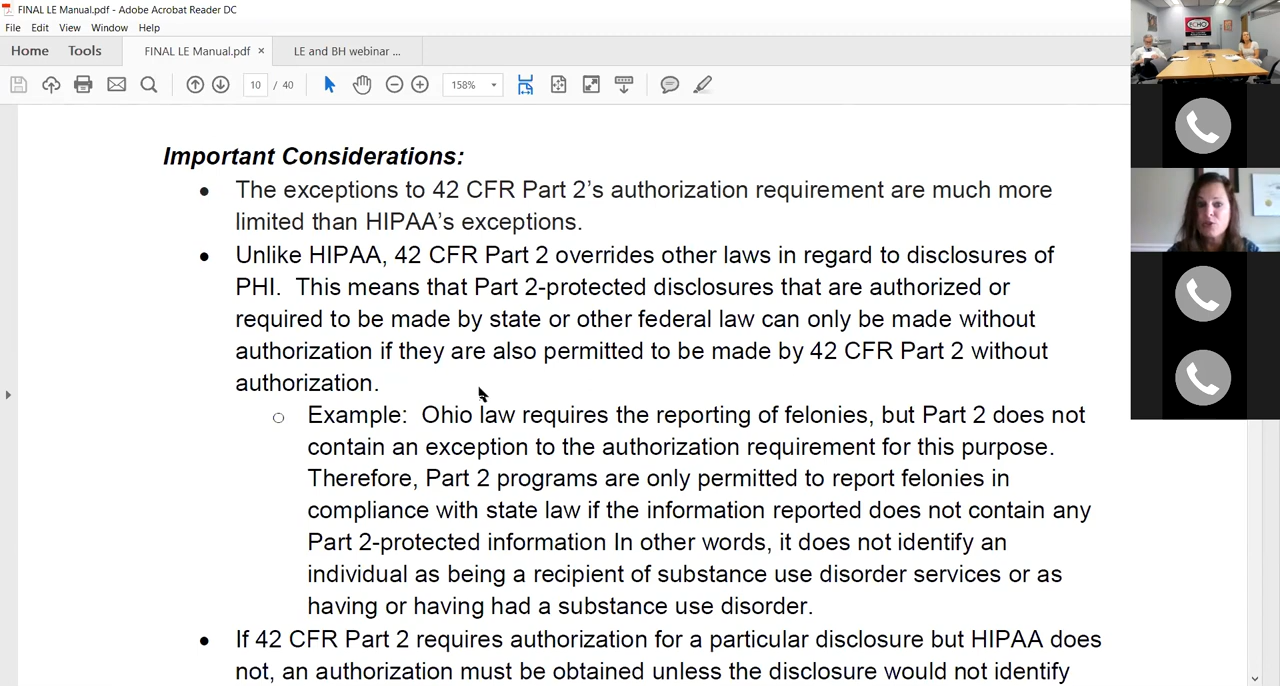 FINAL LE Manual.pdf - Adobe Acrobat Reader DC
File Edit View Window Help
Home Tools FINAL LE Manual.pdf × LE and BH webinar ...
10 / 40 158%
Important Considerations:
• The exceptions to 42 CFR Part 2’s authorization requirement are much more
limited than HIPAA’s exceptions.
• Unlike HIPAA, 42 CFR Part 2 overrides other laws in regard to disclosures of
PHI. This means that Part 2-protected disclosures that are authorized or
required to be made by state or other federal law can only be made without
authorization if they are also permitted to be made by 42 CFR Part 2 without
authorization.
○ Example: Ohio law requires the reporting of felonies, but Part 2 does not
contain an exception to the authorization requirement for this purpose.
Therefore, Part 2 programs are only permitted to report felonies in
compliance with state law if the information reported does not contain any
Part 2-protected information In other words, it does not identify an
individual as being a recipient of substance use disorder services or as
having or having had a substance use disorder.
• If 42 CFR Part 2 requires authorization for a particular disclosure but HIPAA does
not, an authorization must be obtained unless the disclosure would not identify
ECHO